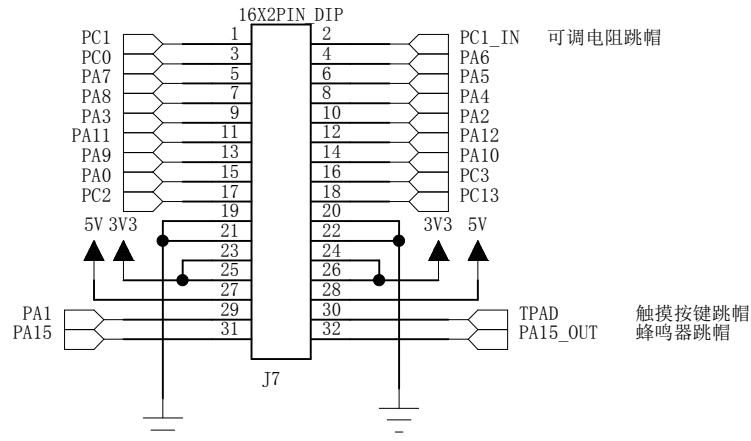 16X2PIN_DIP
PC1 1 2 PC1_IN 可调电阻跳帽
PC0 3 4 PA6
PA7 5 6 PA5
PA8 7 8 PA4
PA3 9 10 PA2
PA11 11 12 PA12
PA9 13 14 PA10
PA0 15 16 PC3
PC2 17 18 PC13
19 20
5V 3V3 21 22 3V3 5V
23 24
25 26
27 28
PA1 29 30 TPAD 触摸按键跳帽
PA15 31 32 PA15_OUT 蜂鸣器跳帽
J7